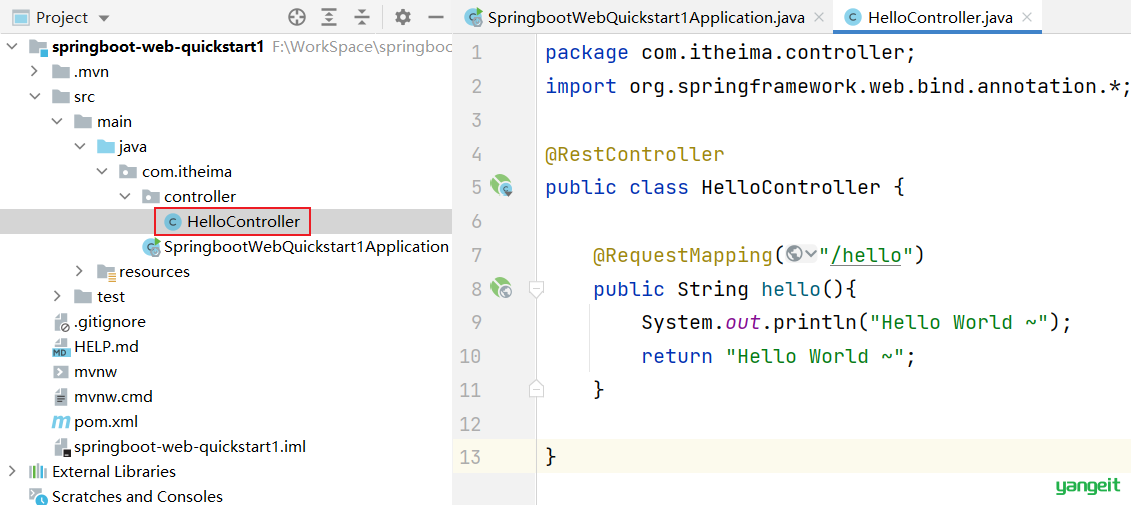 Project
springboot-web-quickstart1 F:\WorkSpace\springboo
.mvn
src
main
java
com.itheima
controller
HelloController
SpringbootWebQuickstart1Application
resources
test
.gitignore
HELP.md
mvnw
mvnw.cmd
pom.xml
springboot-web-quickstart1.iml
External Libraries
Scratches and Consoles
SpringbootWebQuickstart1Application.java HelloController.java
1 package com.itheima.controller;
2 import org.springframework.web.bind.annotation.*;
3
4 @RestController
5 public class HelloController {
6
7 @RequestMapping("/hello")
8 public String hello(){
9 System.out.println("Hello World ~");
10 return "Hello World ~";
11 }
12
13 }
yangeit